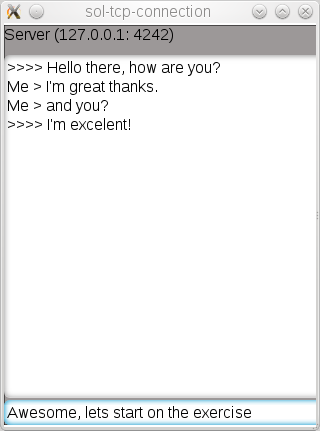 sol-tcp-connection
Server (127.0.0.1: 4242)
>>>> Hello there, how are you?
Me > I'm great thanks.
Me > and you?
>>>> I'm excelent!
Awesome, lets start on the exercise